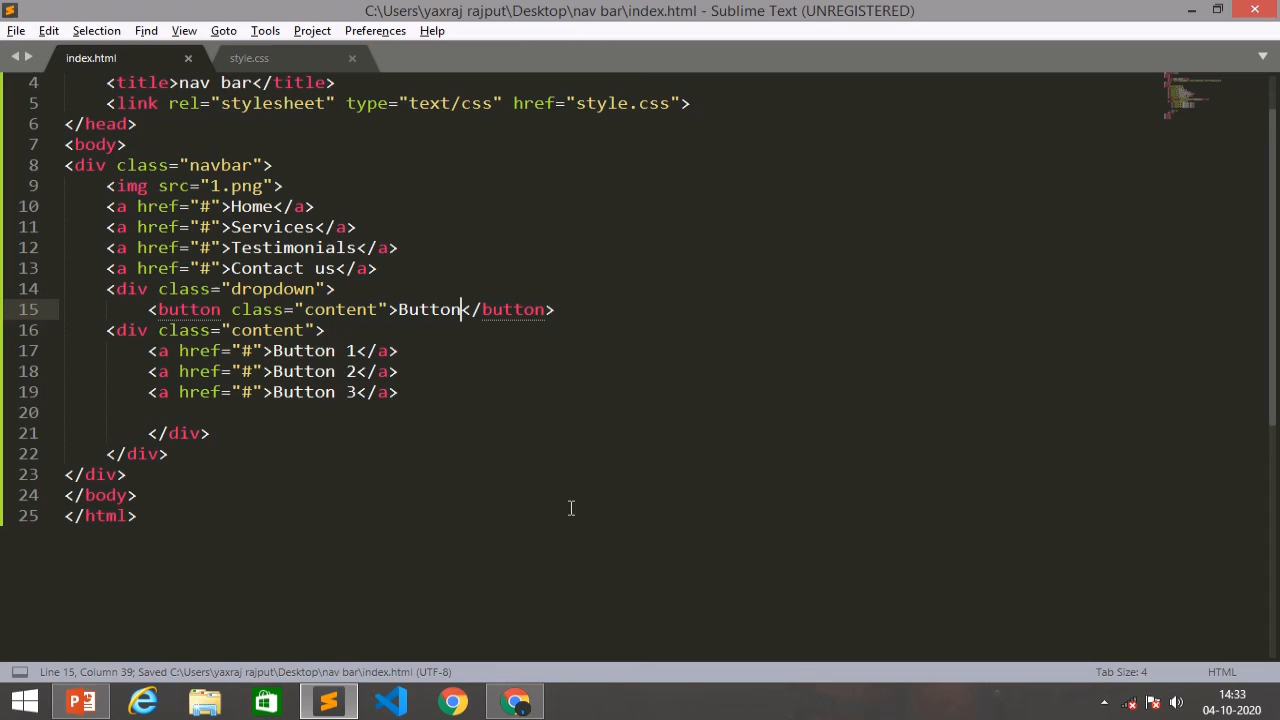 C:\Users\yaxraj rajput\Desktop\nav bar\index.html - Sublime Text (UNREGISTERED)
File Edit Selection Find View Goto Tools Project Preferences Help
index.html style.css
4 <title>nav bar</title>
5 <link rel="stylesheet" type="text/css" href="style.css">
6 </head>
7 <body>
8 <div class="navbar">
9 <img src="1.png">
10 <a href="#">Home</a>
11 <a href="#">Services</a>
12 <a href="#">Testimonials</a>
13 <a href="#">Contact us</a>
14 <div class="dropdown">
15 <button class="content">Button</button>
16 <div class="content">
17 <a href="#">Button 1</a>
18 <a href="#">Button 2</a>
19 <a href="#">Button 3</a>
20
21 </div>
22 </div>
23 </div>
24 </body>
25 </html>
Line 15, Column 39; Saved C:\Users\yaxraj rajput\Desktop\nav bar\index.html (UTF-8) Tab Size: 4 HTML
14:33
04-10-2020